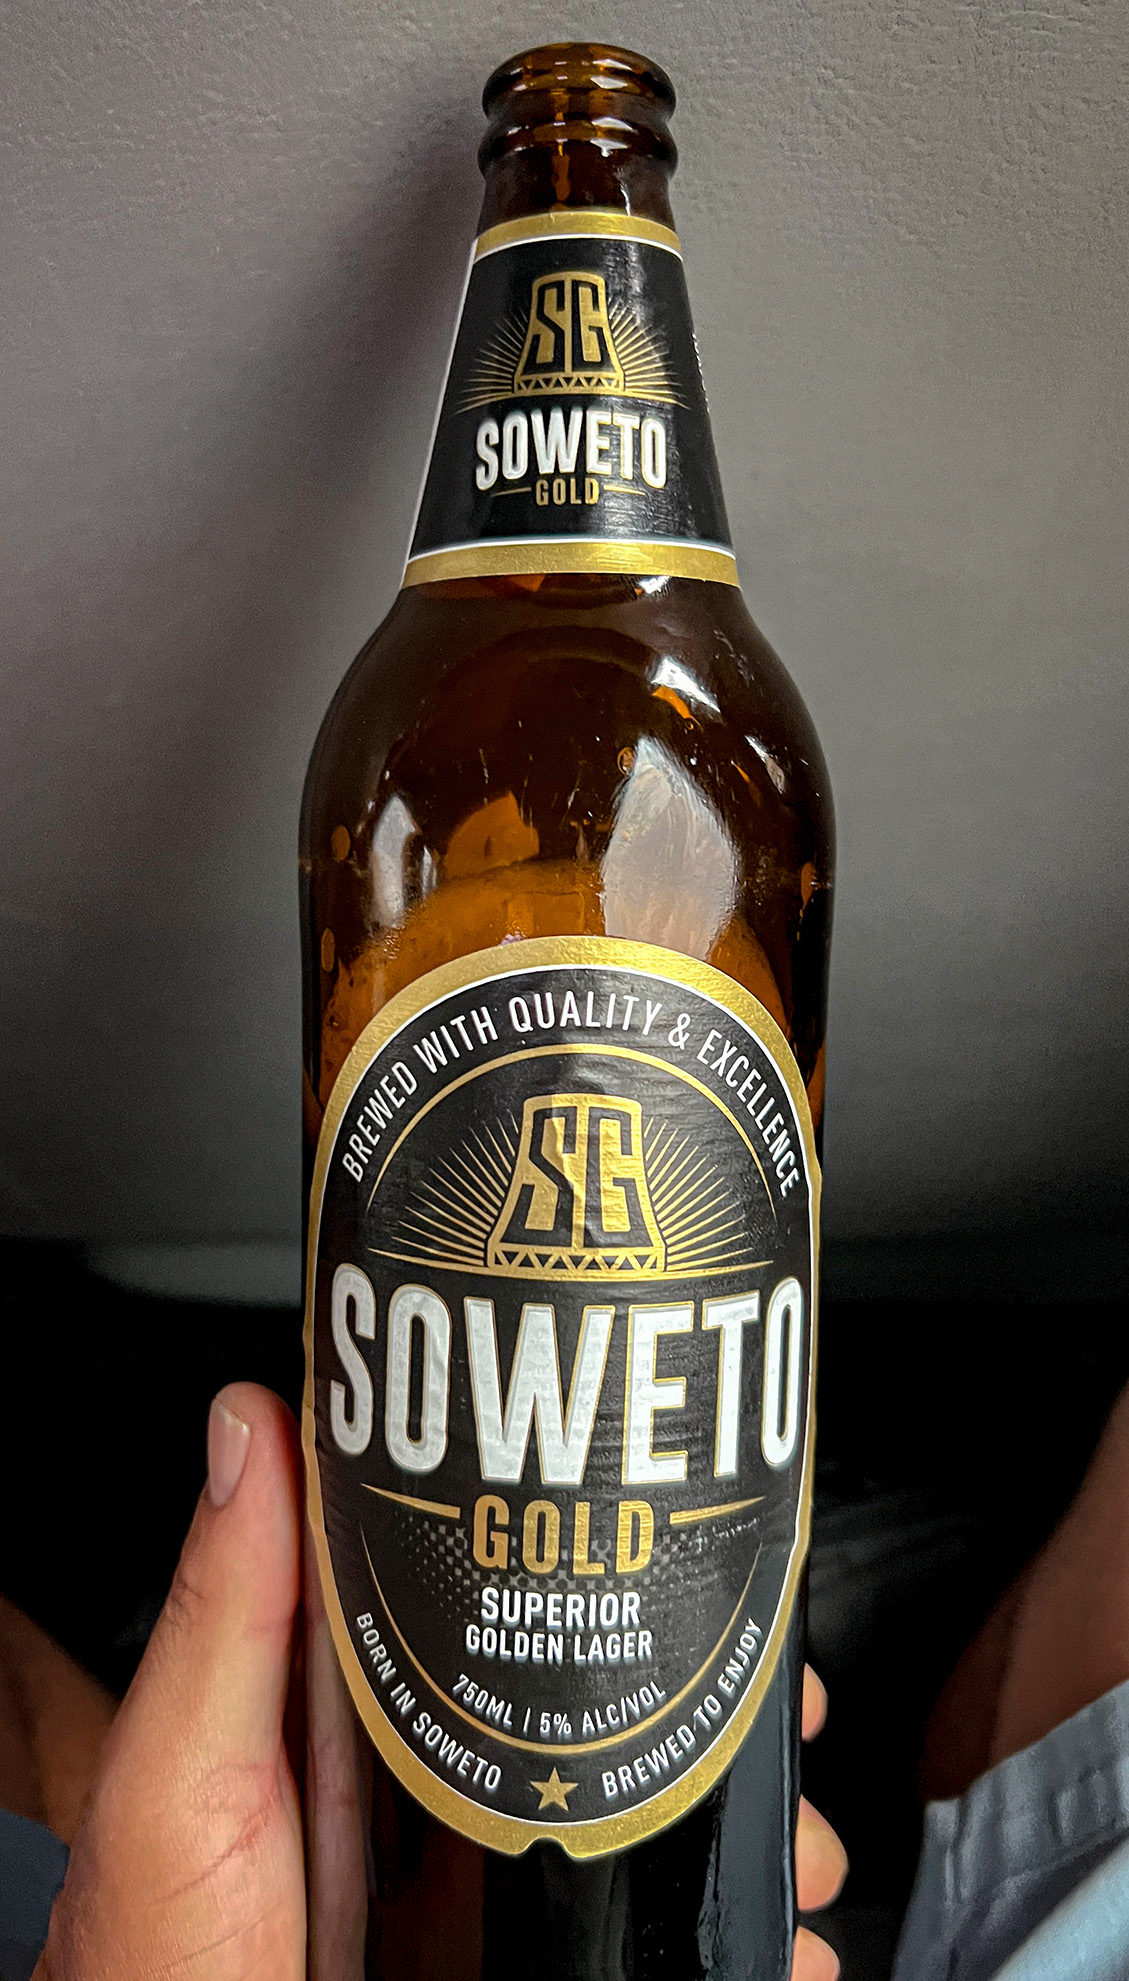 SG
SOWETO
GOLD
BREWED WITH QUALITY & EXCELLENCE
SG
SOWETO
GOLD
SUPERIOR
GOLDEN LAGER
750ML | 5% ALC/VOL
BORN IN SOWETO ★ BREWED TO ENJOY